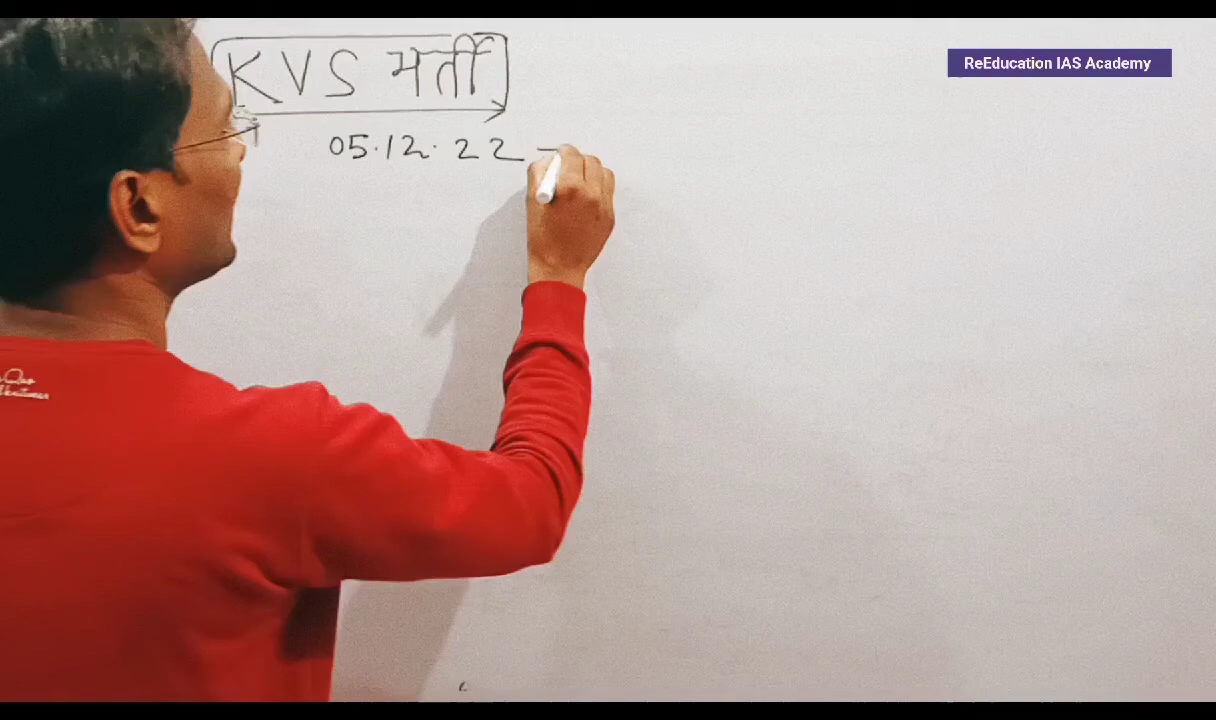 ReEducation IAS Academy
KVS भर्ती
05.12.22 -